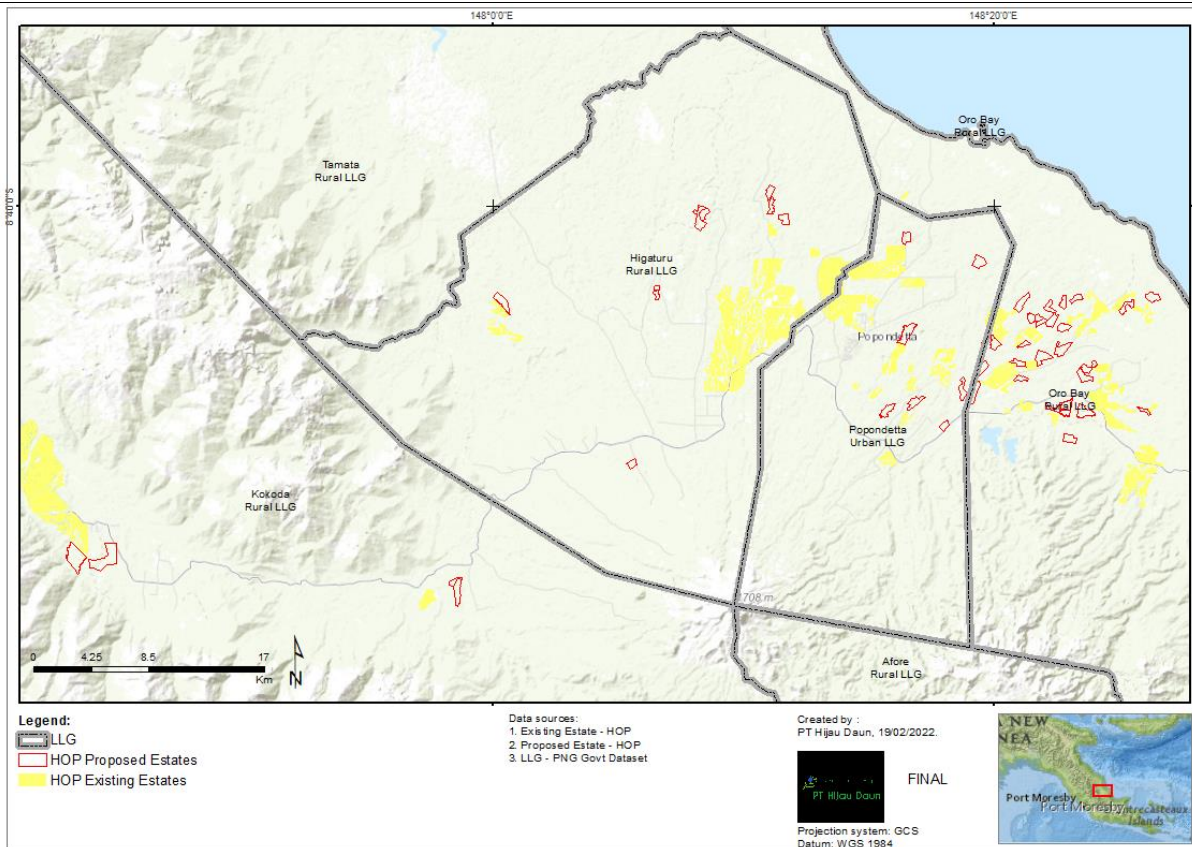 148°0'0"E
148°20'0"E
8°40'0"S
Oro Bay
Rural LLG
Tamata
Rural LLG
Higaturu
Rural LLG
Popondetta
Oro Bay
Rural LLG
Popondetta
Urban LLG
Kokoda
Rural LLG
708 m
Afore
Rural LLG
0 4.25 8.5 17
Km
N
Legend:
LLG
HOP Proposed Estates
HOP Existing Estates
Data sources:
1. Existing Estate - HOP
2. Proposed Estate - HOP
3. LLG - PNG Govt Dataset
Created by :
PT Hijau Daun, 19/02/2022.
PT Hijau Daun
FINAL
Projection system: GCS
Datum: WGS 1984
A NEW
NEA
Port Moresby
Port Moresby
Islands